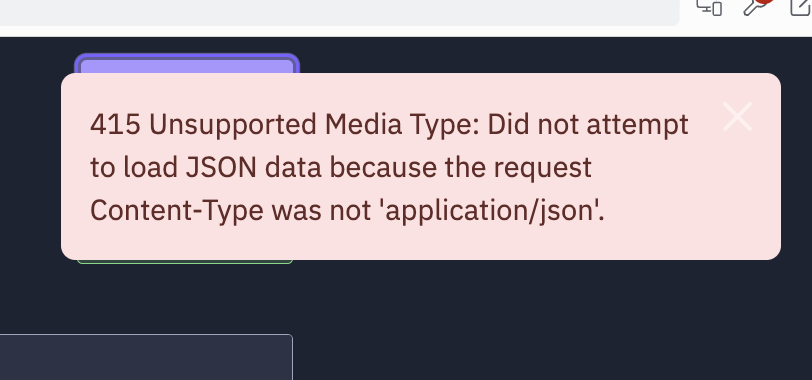 415 Unsupported Media Type: Did not attempt
to load JSON data because the request
Content-Type was not 'application/json'.